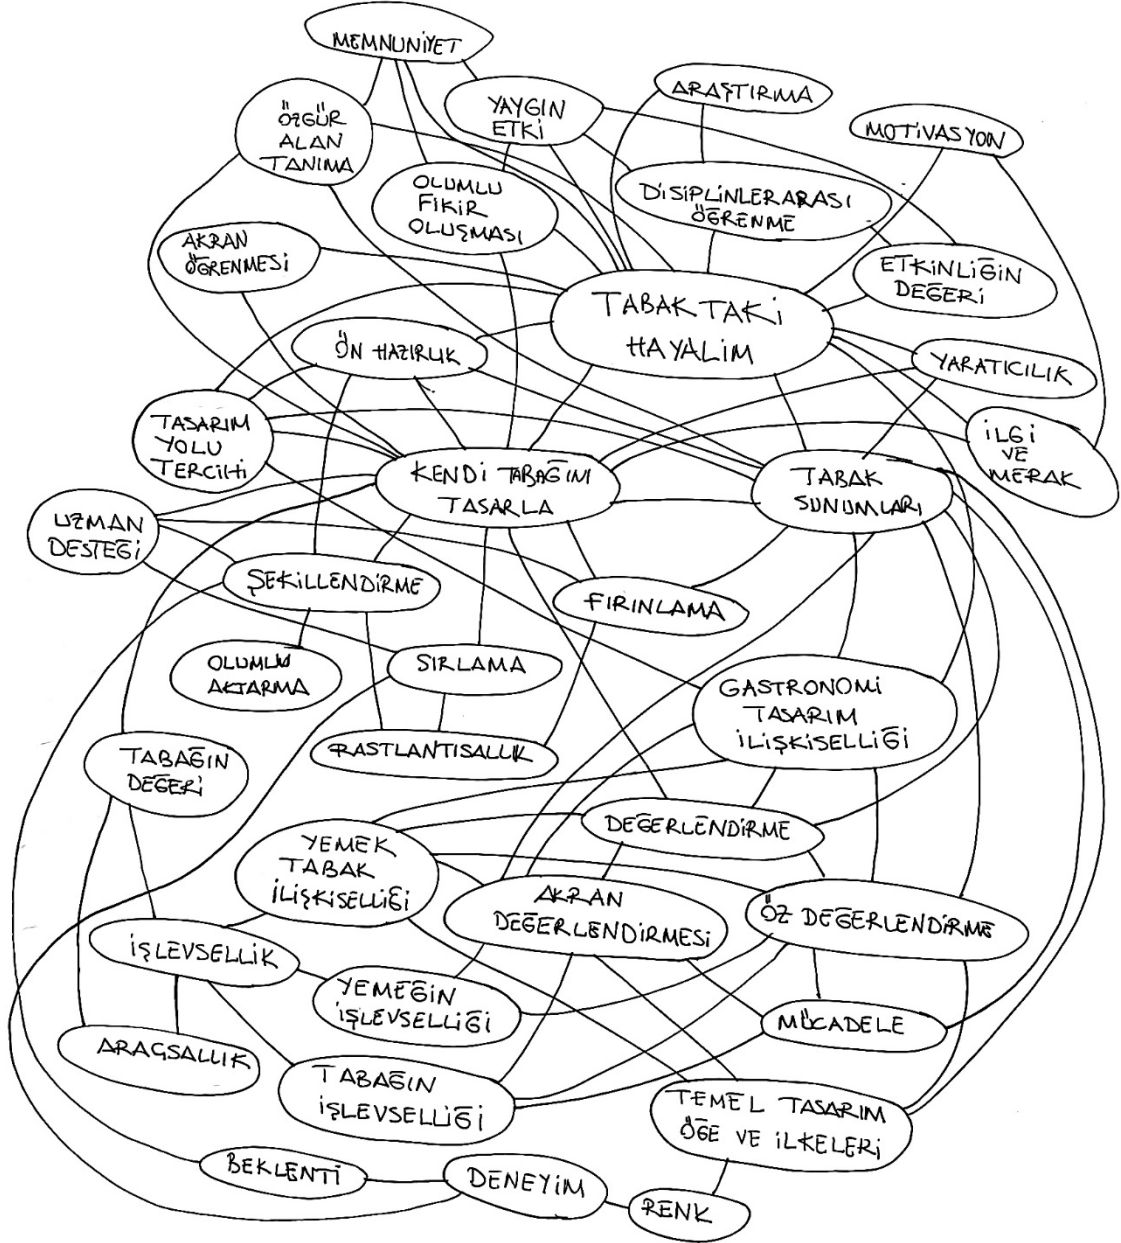 MEMNUNİYET
ARAŞTIRMA
YAYGIN
ETKİ
ÖZGÜR
ALAN
TANIMA
MOTİVASYON
OLUMLU
FİKİR
OLUŞMASI
DİSİPLİNLERARASI
ÖĞRENME
AKRAN
ÖĞRENMESİ
ETKİNLİĞİN
DEĞERİ
TABAKTAKİ
HAYALİM
ÖN HAZIRLIK
YARATICILIK
TASARIM
YOLU
TERCİHİ
İLGİ
VE
MERAK
KENDİ TABAĞINI
TASARLA
TABAK
SUNUMLARI
UZMAN
DESTEĞİ
ŞEKİLLENDİRME
FIRINLAMA
OLUMLU
AKTARMA
SIRLAMA
GASTRONOMİ
TASARIM
İLİŞKİSELLİĞİ
RASTLANTISALLIK
TABAĞIN
DEĞERİ
DEĞERLENDİRME
YEMEK
TABAK
İLİŞKİSELLİĞİ
AKRAN
DEĞERLENDİRMESİ
ÖZ DEĞERLENDİRME
İŞLEVSELLİK
YEMEĞİN
İŞLEVSELLİĞİ
MÜCADELE
ARAÇSALLIK
TABAĞIN
İŞLEVSELLİĞİ
TEMEL TASARIM
ÖĞE VE İLKELERİ
BEKLENTİ
DENEYİM
RENK